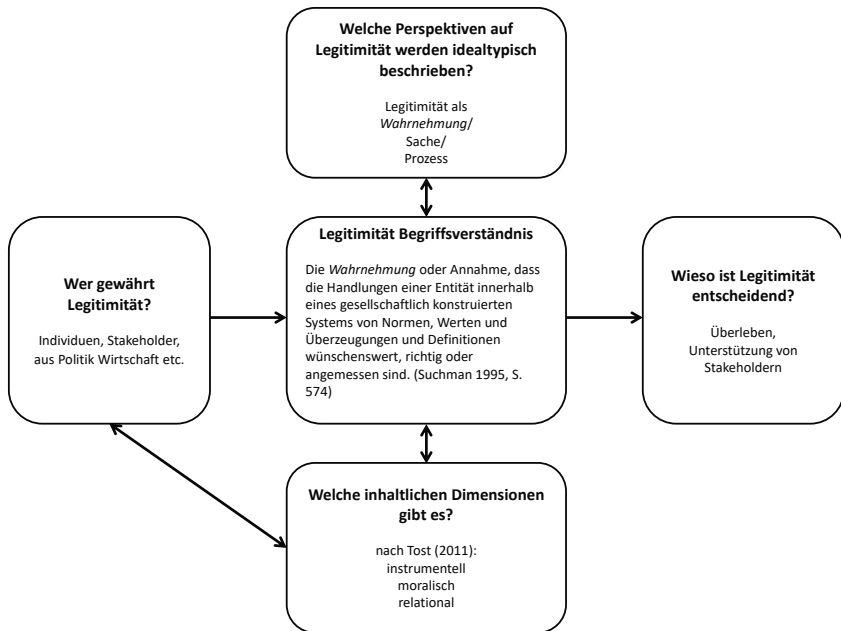 Welche Perspektiven auf
Legitimität werden idealtypisch
beschrieben?
Legitimität als
Wahrnehmung/
Sache/
Prozess
Wer gewährt
Legitimität?
Individuen, Stakeholder,
aus Politik Wirtschaft etc.
Legitimität Begriffsverständnis
Die Wahrnehmung oder Annahme, dass
die Handlungen einer Entität innerhalb
eines gesellschaftlich konstruierten
Systems von Normen, Werten und
Überzeugungen und Definitionen
wünschenswert, richtig oder
angemessen sind. (Suchman 1995, S.
574)
Wieso ist Legitimität
entscheidend?
Überleben,
Unterstützung von
Stakeholdern
Welche inhaltlichen Dimensionen
gibt es?
nach Tost (2011):
instrumentell
moralisch
relational